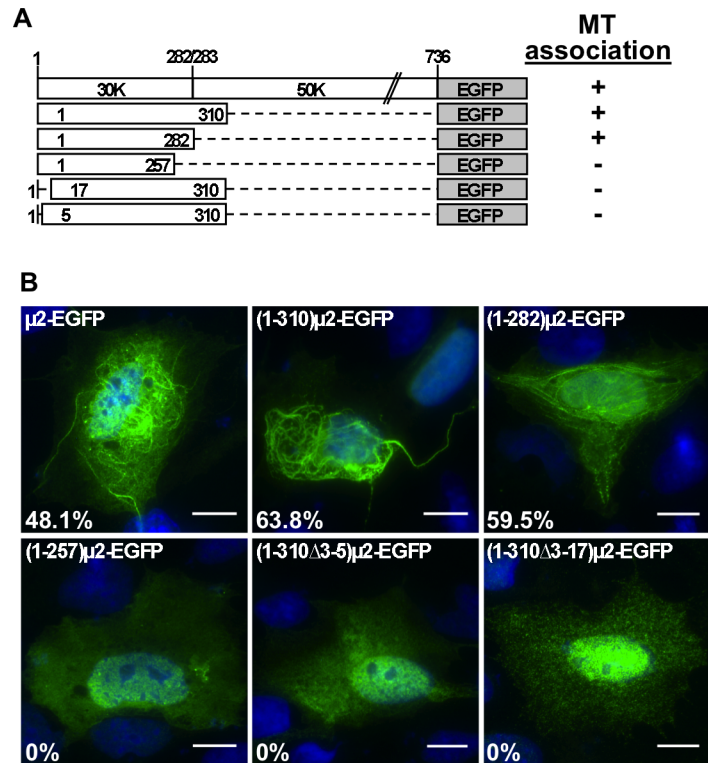 A
MT
association
1 282/283 736
30K 50K EGFP +
1 310 EGFP +
1 282 EGFP +
1 257 EGFP -
1 17 310 EGFP -
1 5 310 EGFP -
B
µ2-EGFP (1-310)µ2-EGFP (1-282)µ2-EGFP
48.1% 63.8% 59.5%
(1-257)µ2-EGFP (1-310Δ3-5)µ2-EGFP (1-310Δ3-17)µ2-EGFP
0% 0% 0%